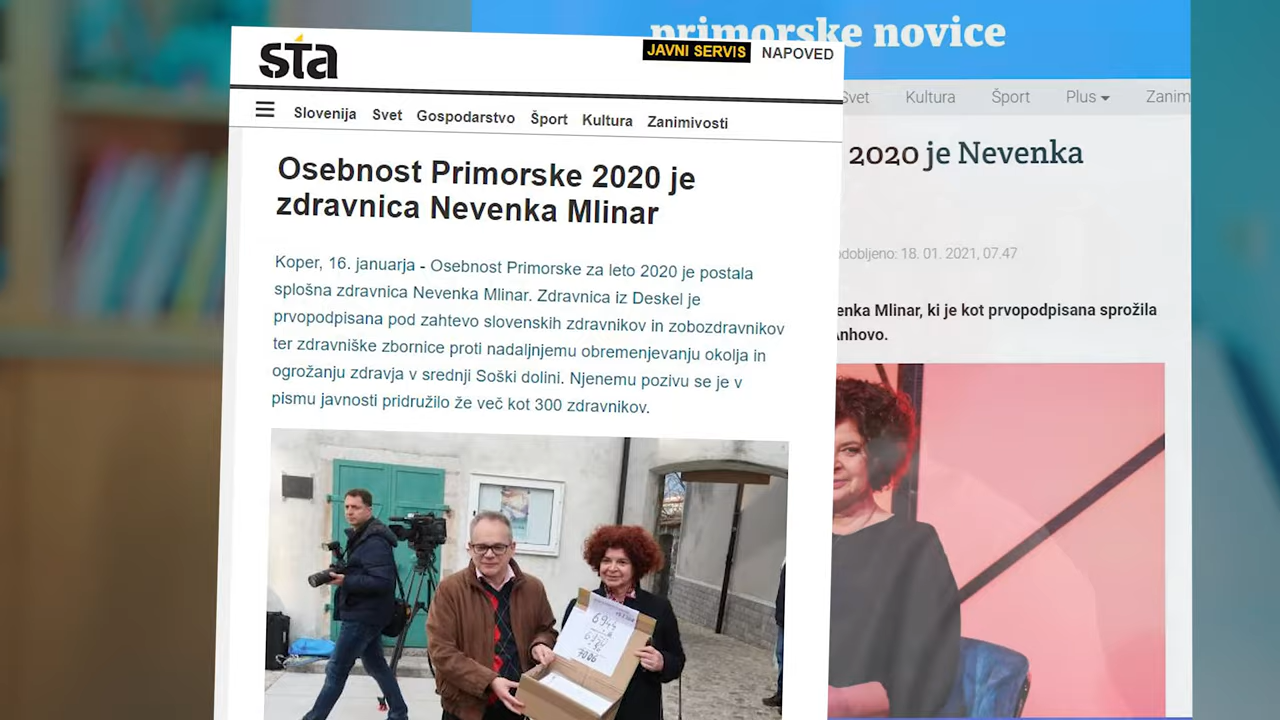 sta
JAVNI SERVIS NAPOVED
Slovenija Svet Gospodarstvo Šport Kultura Zanimivosti
Osebnost Primorske 2020 je
zdravnica Nevenka Mlinar
Koper, 16. januarja - Osebnost Primorske za leto 2020 je postala
splošna zdravnica Nevenka Mlinar. Zdravnica iz Deskel je
prvopodpisana pod zahtevo slovenskih zdravnikov in zobozdravnikov
ter zdravniške zbornice proti nadaljnjemu obremenjevanju okolja in
ogrožanju zdravja v srednji Soški dolini. Njenemu pozivu se je v
pismu javnosti pridružilo že več kot 300 zdravnikov.
6944
7006
primorske novice
Svet Kultura Šport Plus Zanim
2020 je Nevenka
odobljeno: 18. 01. 2021, 07.47
enka Mlinar, ki je kot prvopodpisana sprožila
Anhovo.